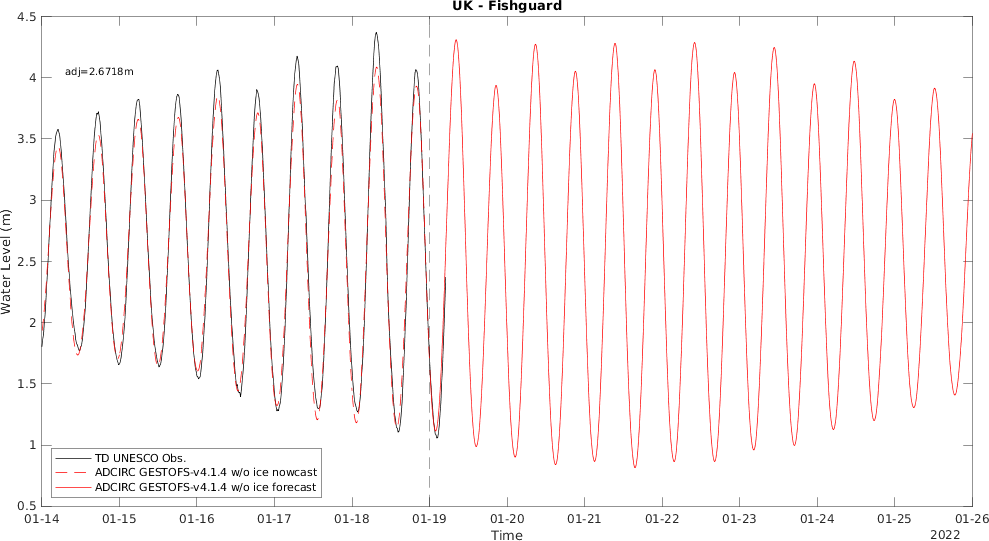 UK - Fishguard
4.5
4
3.5
3
2.5
2
1.5
1
0.5
Water Level (m)
adj=2.6718m
TD UNESCO Obs.
ADCIRC GESTOFS-v4.1.4 w/o ice nowcast
ADCIRC GESTOFS-v4.1.4 w/o ice forecast
01-14 01-15 01-16 01-17 01-18 01-19 01-20 01-21 01-22 01-23 01-24 01-25 01-26
Time
2022